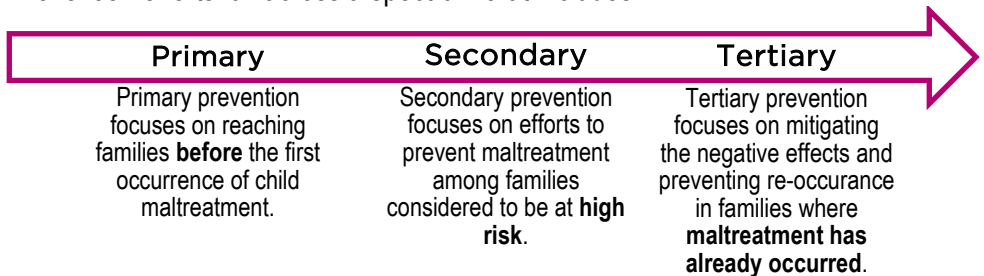 Primary
Secondary
Tertiary
Primary prevention
focuses on reaching
families before the first
occurrence of child
maltreatment.
Secondary prevention
focuses on efforts to
prevent maltreatment
among families
considered to be at high
risk.
Tertiary prevention
focuses on mitigating
the negative effects and
preventing re-occurance
in families where
maltreatment has
already occurred.